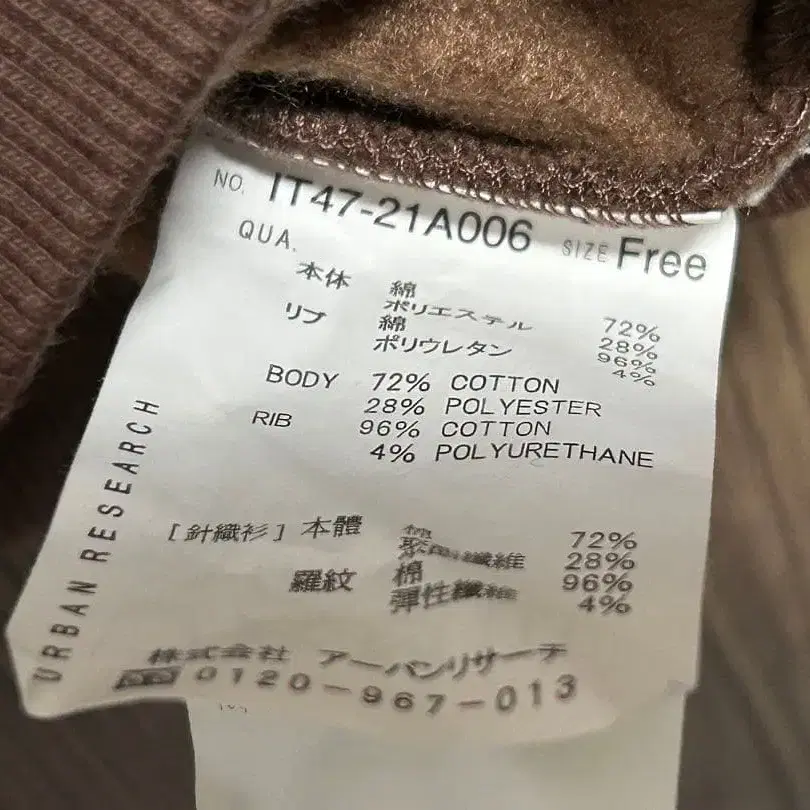 NO. IT47-21A006 SIZE Free
QUA.
本体 綿 72%
ポリエステル 28%
リブ 綿 96%
ポリウレタン 4%
BODY 72% COTTON
28% POLYESTER
RIB 96% COTTON
4% POLYURETHANE
[針織衫] 本體 棉 72%
纖維 28%
羅紋 棉 96%
彈性纖維 4%
株式会社 アーバンリサーチ
0120-967-013
URBAN RESEARCH